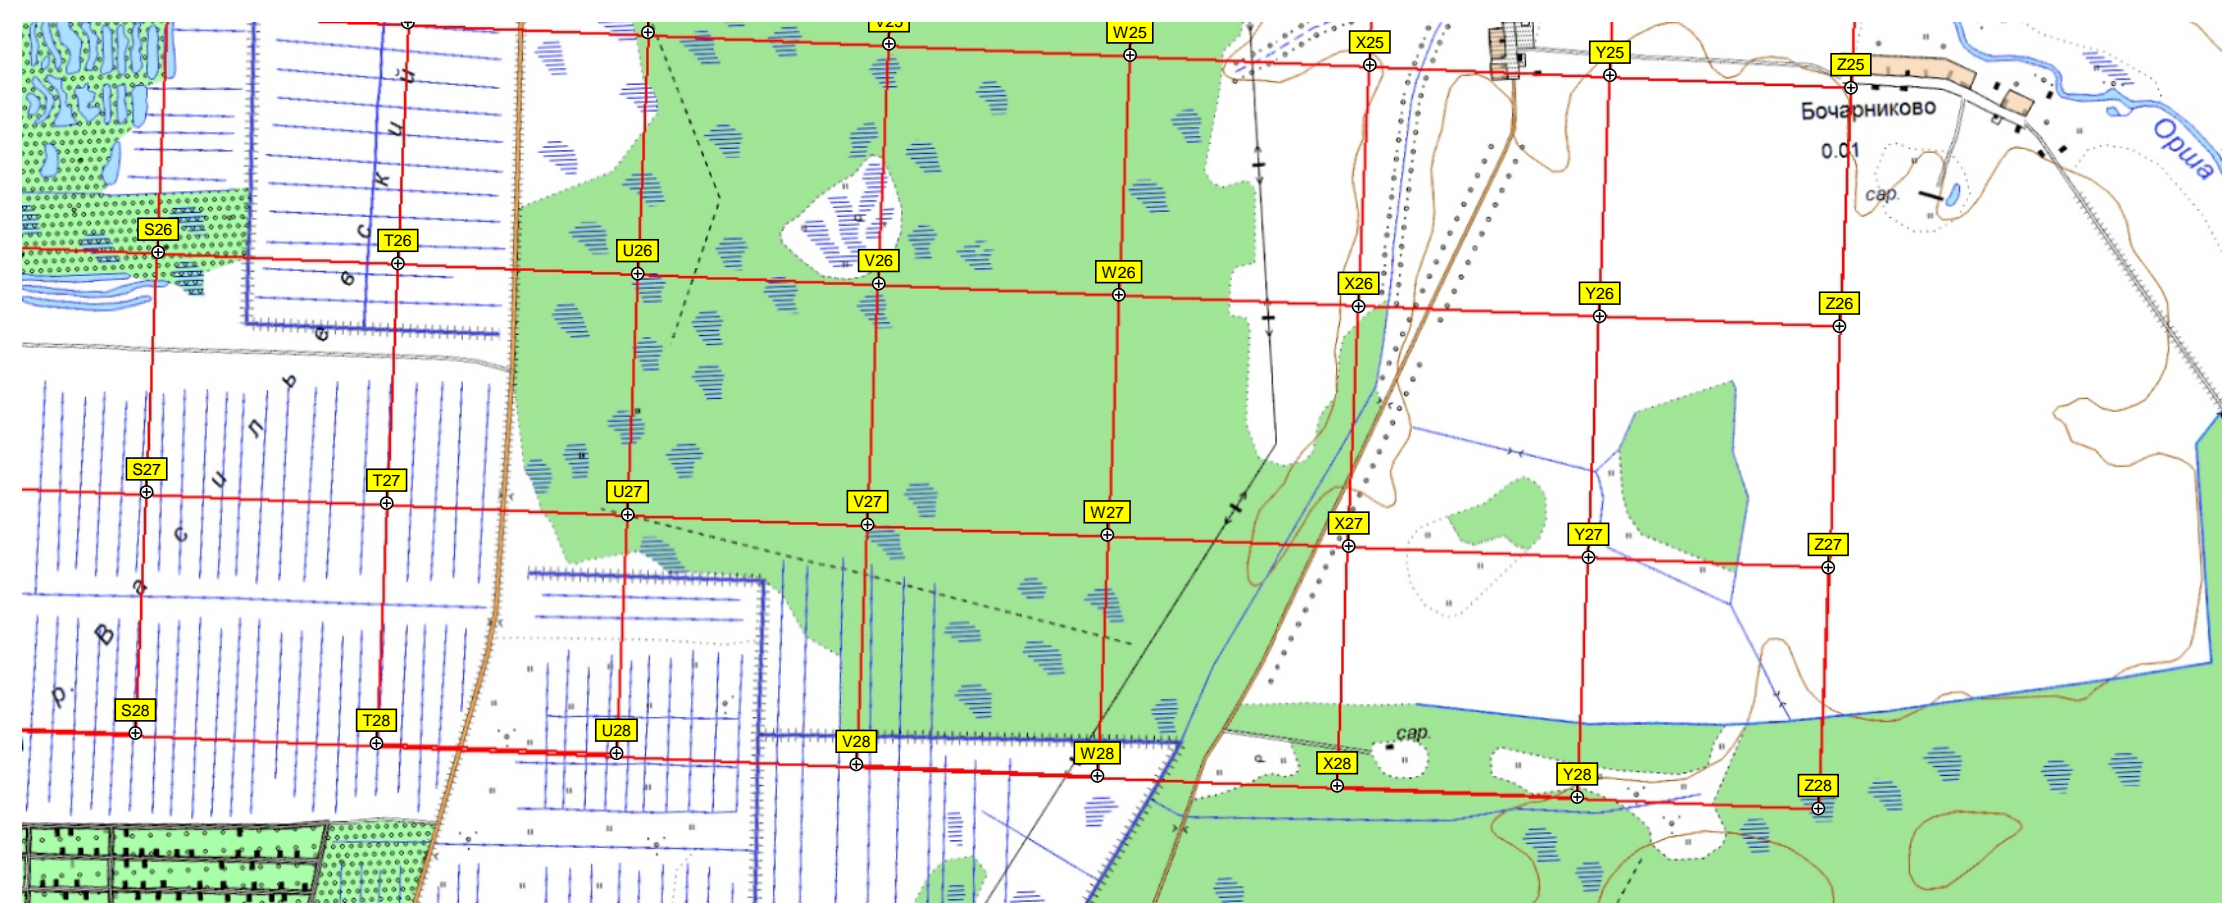 V25
W25
X25
Y25
Z25
Бочарниково
0.01
Орша
сар.
S26
T26
U26
V26
W26
X26
Y26
Z26
S27
T27
U27
V27
W27
X27
Y27
Z27
р. Васильевский
S28
T28
U28
V28
W28
X28
Y28
Z28
сар.
р
р